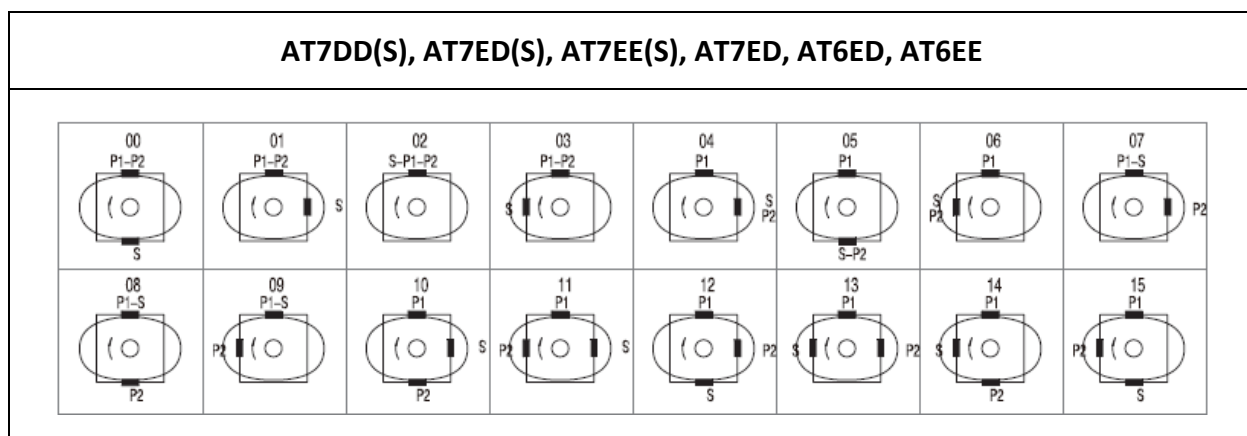 AT7DD(S), AT7ED(S), AT7EE(S), AT7ED, AT6ED, AT6EE
00 01 02 03 04 05 06 07
P1-P2 P1-P2 S-P1-P2 P1-P2 P1 P1 P1 P1-S
S S S P2 S P2 P2
S S-P2
08 09 10 11 12 13 14 15
P1-S P1-S P1 P1 P1 P1 P1 P1
P2 S P2 S P2 S P2 S P2
P2 P2 S P2 S